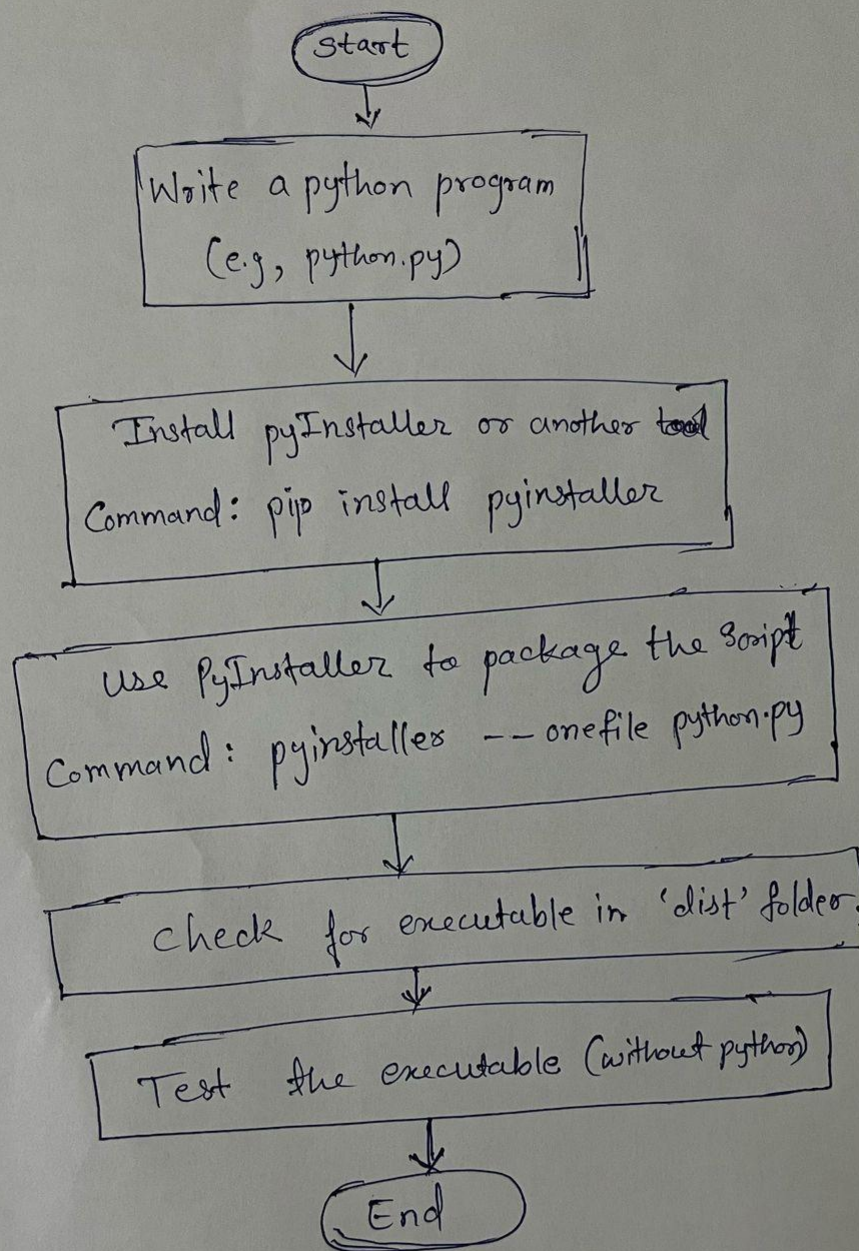 Start
Write a python program
(e.g, python.py)
Install pyInstaller or another tool
Command: pip install pyinstaller
Use PyInstaller to package the Script
Command: pyinstaller --onefile python.py
Check for executable in 'dist' folder.
Test the executable (without python)
End